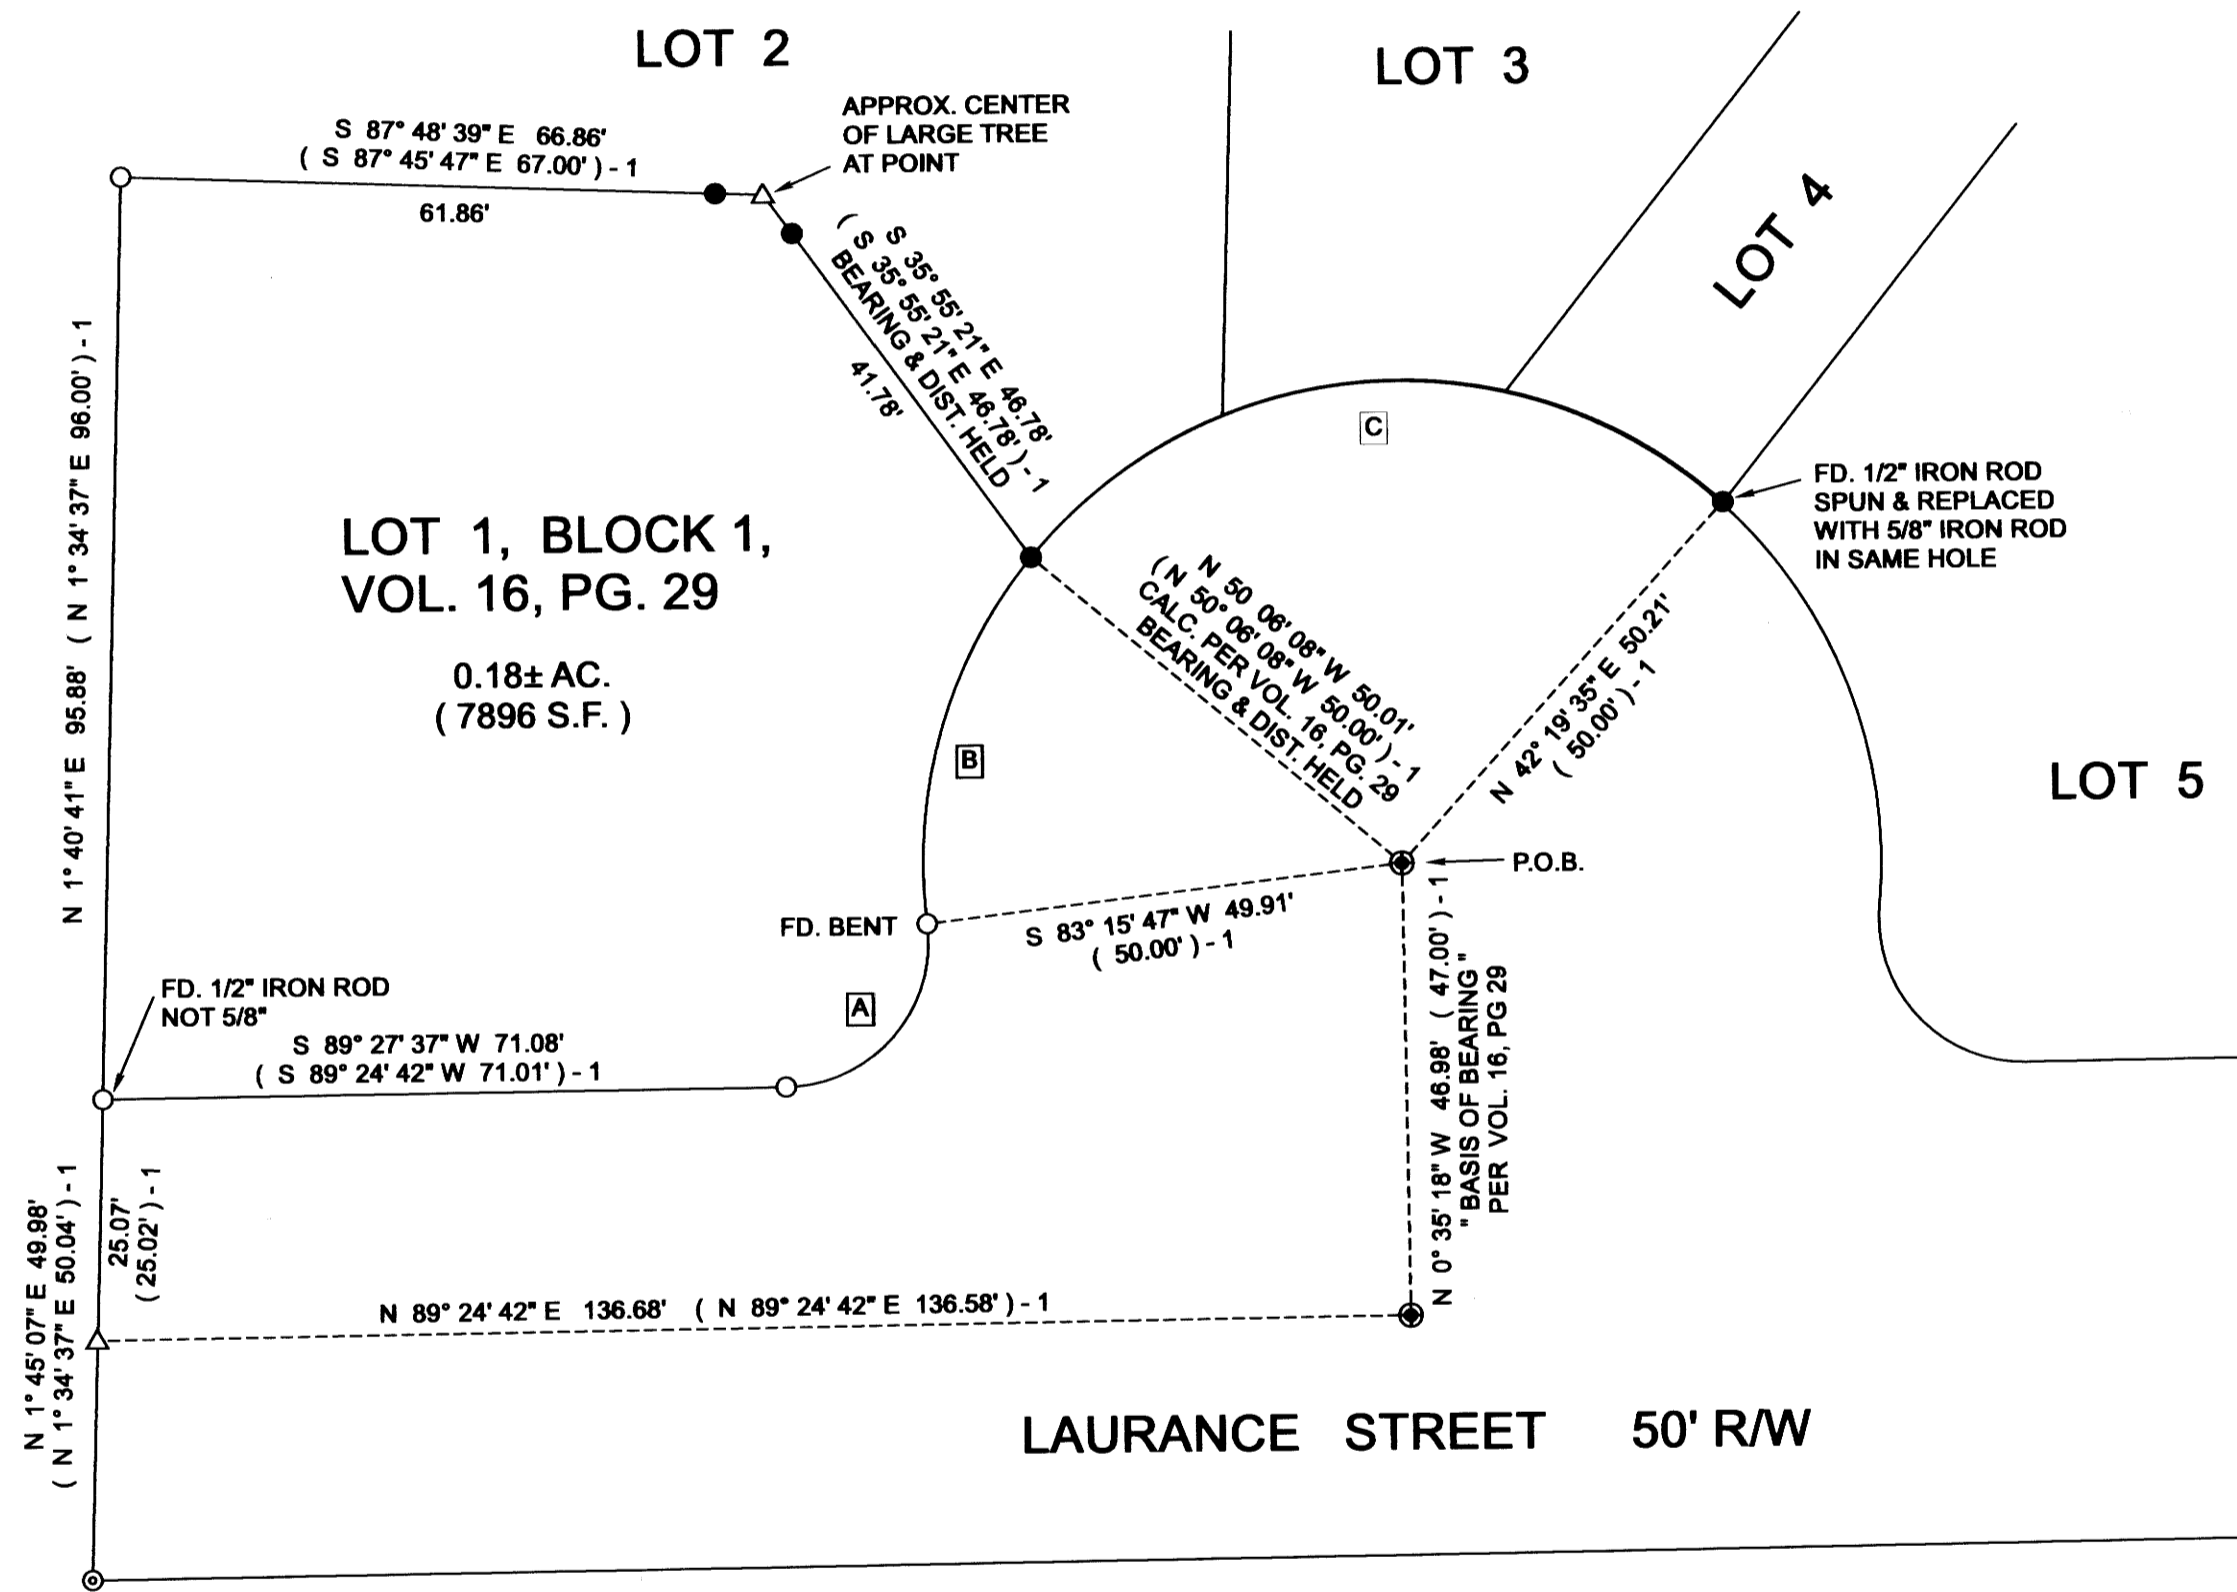 LOT 2
LOT 3
APPROX. CENTER
OF LARGE TREE
AT POINT
S 87° 48' 39" E 66.86'
( S 87° 45' 47" E 67.00' ) - 1
61.86'
LOT 4
S 35° 55' 21" E 46.78'
( S 35° 55' 21" E 46.78' ) - 1
BEARING & DIST. HELD
41.78'
N 1° 40' 41" E 95.88' ( N 1° 34' 37" E 96.00' ) - 1
C
FD. 1/2" IRON ROD
SPUN & REPLACED
WITH 5/8" IRON ROD
IN SAME HOLE
LOT 1, BLOCK 1,
VOL. 16, PG. 29
0.18± AC.
( 7896 S.F. )
N 50 06' 08" W 50.01'
( N 50° 06' 08" W 50.00' ) - 1
CALC. PER VOL. 16, PG. 29
BEARING & DIST. HELD
N 42° 19' 35" E 50.21'
( 50.00' ) - 1
B
LOT 5
P.O.B.
FD. BENT
S 83° 15' 47" W 49.91'
( 50.00' ) - 1
A
FD. 1/2" IRON ROD
NOT 5/8"
S 89° 27' 37" W 71.08'
( S 89° 24' 42" W 71.01' ) - 1
N 0° 35' 18" W 46.98' ( 47.00' ) - 1
" BASIS OF BEARING "
PER VOL. 16, PG 29
N 1° 45' 07" E 49.98'
( N 1° 34' 37" E 50.04' ) - 1
25.07'
( 25.02' ) - 1
N 89° 24' 42" E 136.68' ( N 89° 24' 42" E 136.58' ) - 1
LAURANCE STREET 50' R/W